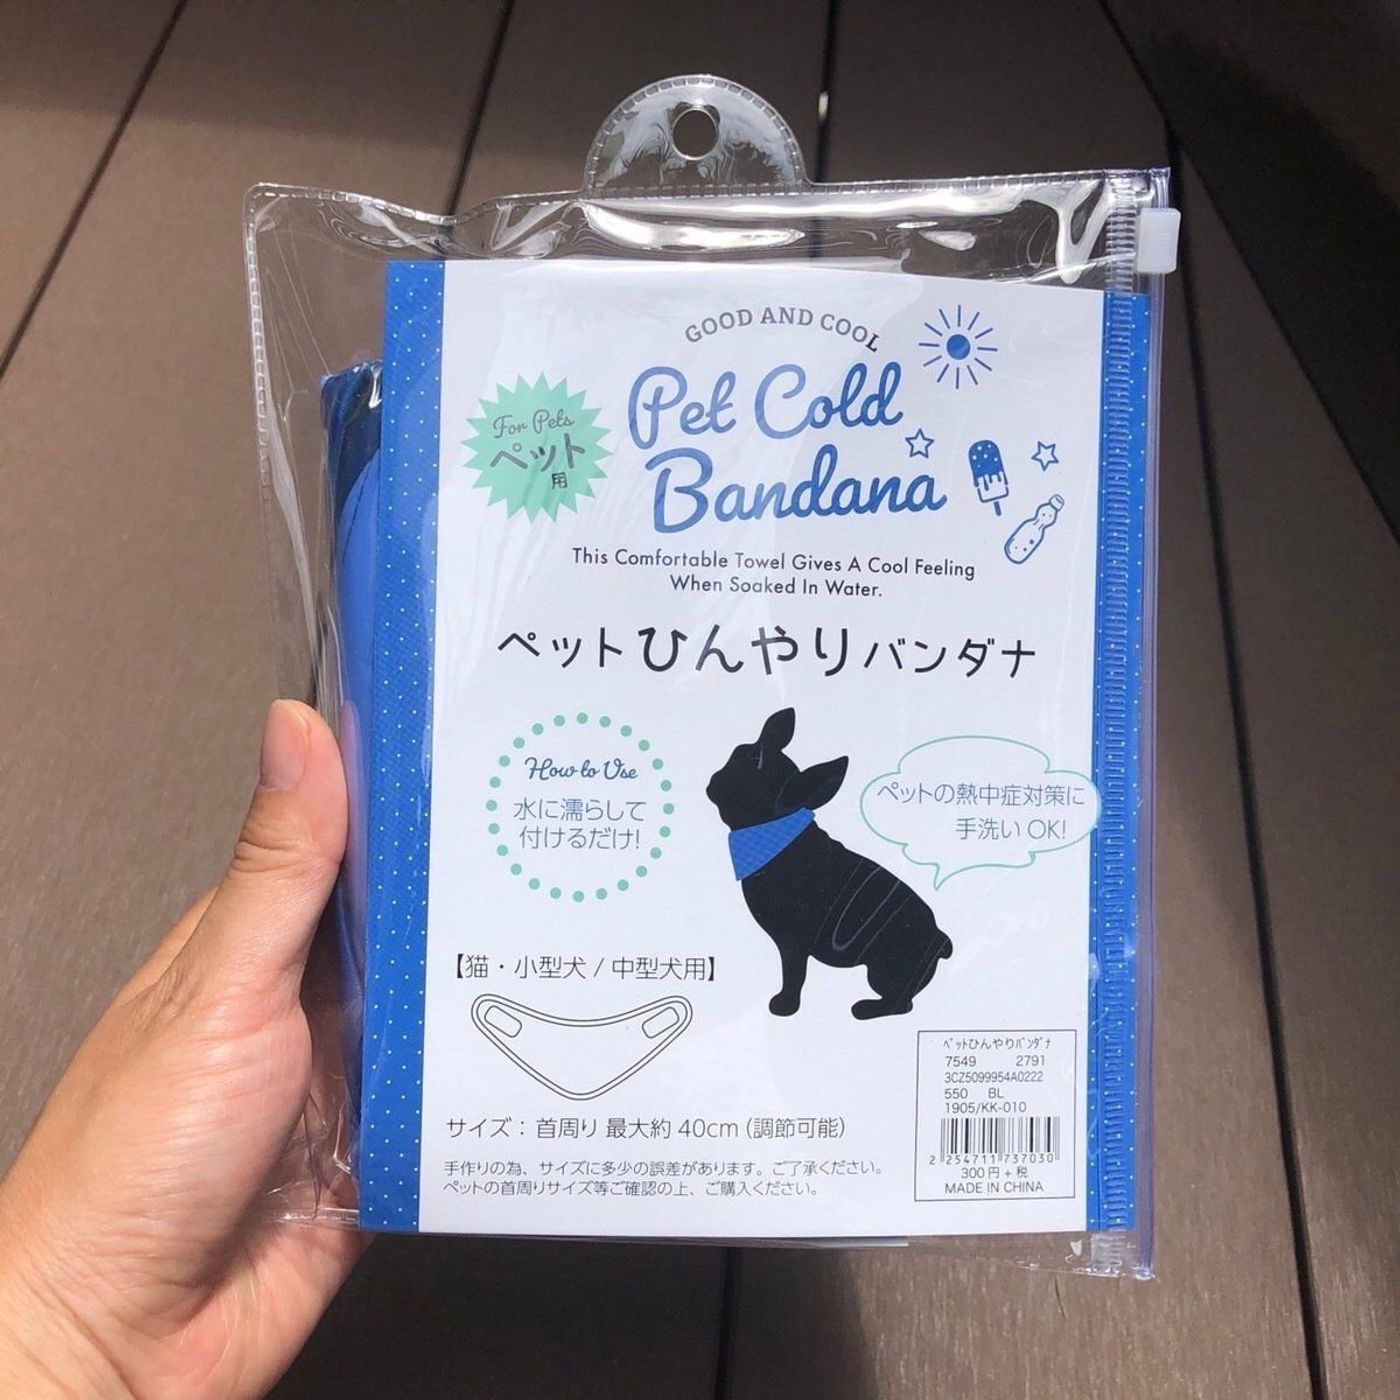 GOOD AND COOL
For Pets
ペット
用
Pet Cold
Bandana
This Comfortable Towel Gives A Cool Feeling
When Soaked In Water.
ペットひんやりバンダナ
How to Use
水に濡らして
付けるだけ!
ペットの熱中症対策に
手洗い OK!
【猫・小型犬 / 中型犬用】
サイズ：首周り 最大約 40cm (調節可能)
手作りの為、サイズに多少の誤差があります。ご了承ください。
ペットの首周りサイズ等ご確認の上、ご購入ください。
ﾍﾟｯﾄひんやりﾊﾞﾝﾀﾞﾅ
7549 2791
3CZ5099954A0222
550 BL
1905/KK-010
2 254711 737030
300円+税
MADE IN CHINA